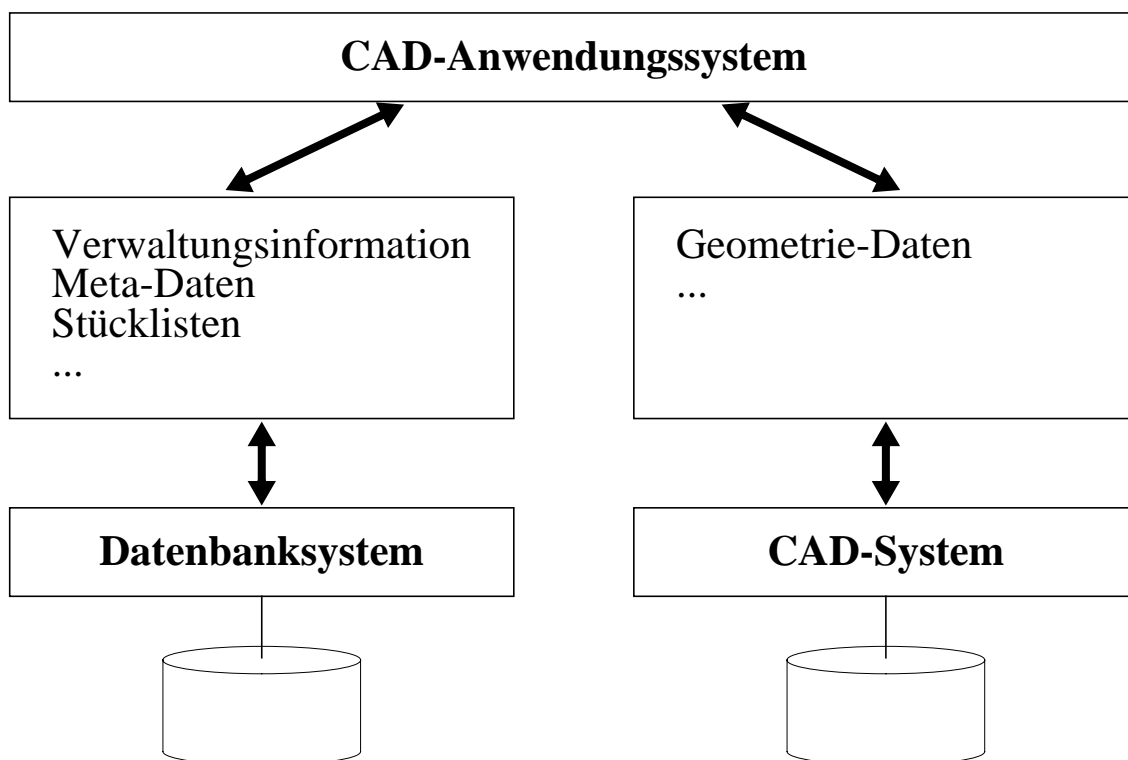 CAD-Anwendungssystem
Verwaltungsinformation
Meta-Daten
Stücklisten
...
Geometrie-Daten
...
Datenbanksystem
CAD-System